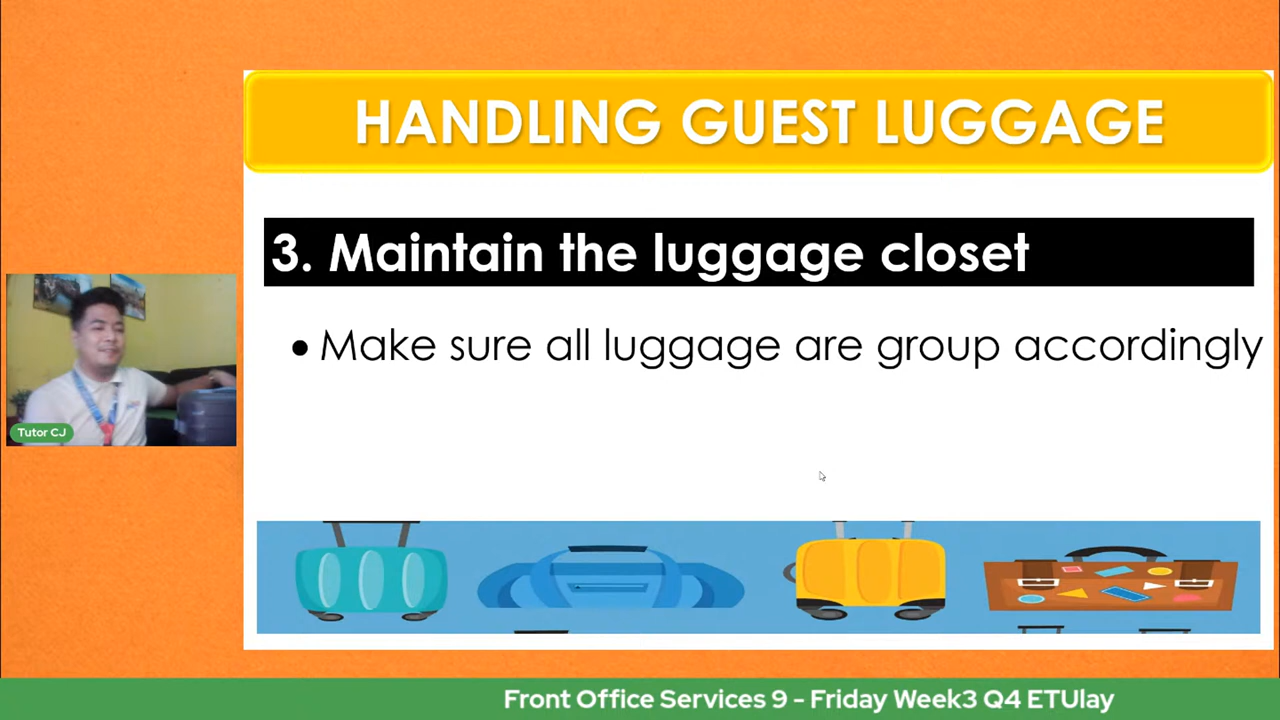 HANDLING GUEST LUGGAGE
3. Maintain the luggage closet
• Make sure all luggage are group accordingly
Tutor CJ
Front Office Services 9 - Friday Week3 Q4 ETUlay